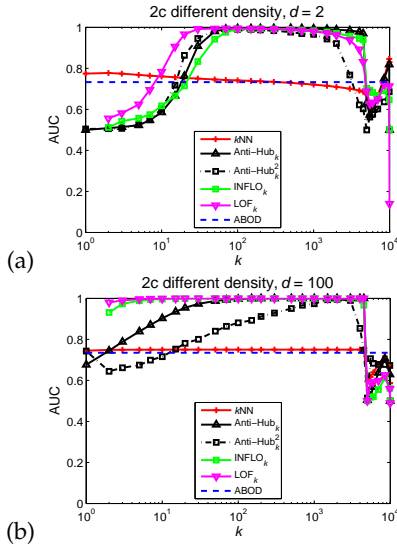 2c different density, d = 2
1
0.8
0.6
0.4
0.2
0
AUC
kNN
Anti−Hub_k
Anti−Hub_k^2
INFLO_k
LOF_k
ABOD
10^0 10^1 10^2 10^3 10^4
k
(a)
2c different density, d = 100
1
0.8
0.6
0.4
0.2
0
AUC
kNN
Anti−Hub_k
Anti−Hub_k^2
INFLO_k
LOF_k
ABOD
10^0 10^1 10^2 10^3 10^4
k
(b)